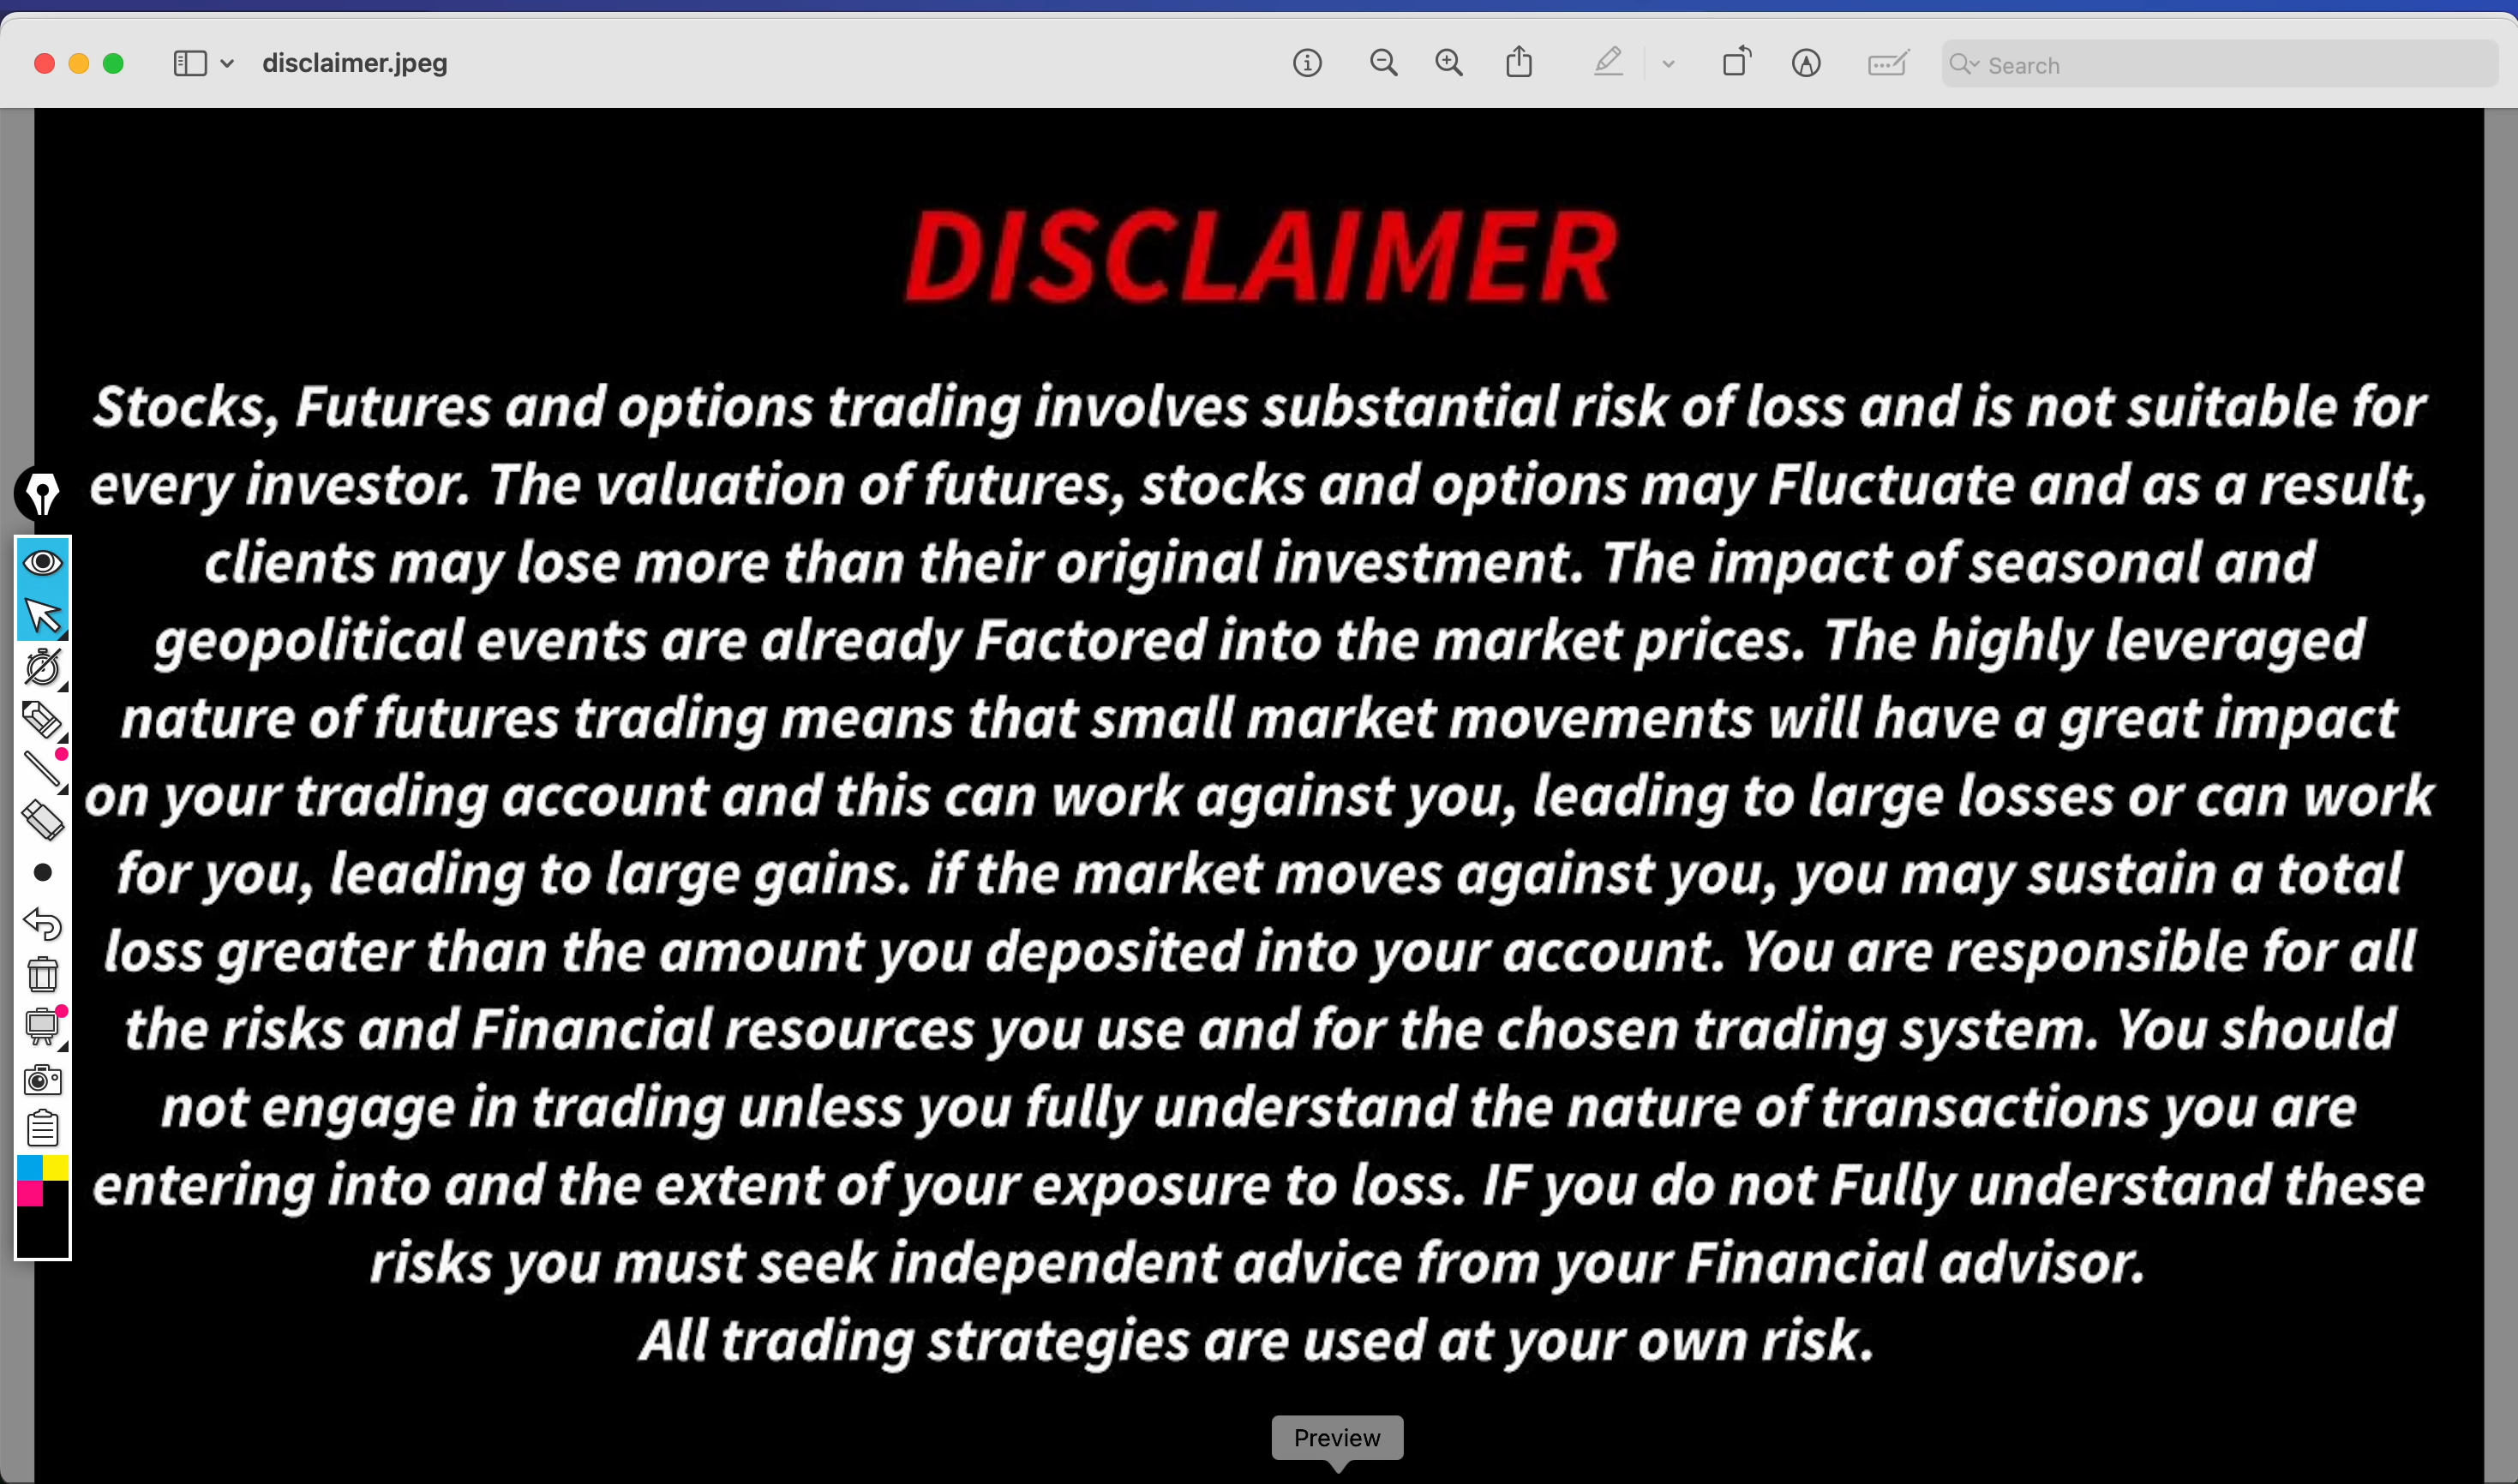 disclaimer.jpeg
Search
DISCLAIMER
Stocks, Futures and options trading involves substantial risk of loss and is not suitable for
every investor. The valuation of futures, stocks and options may Fluctuate and as a result,
clients may lose more than their original investment. The impact of seasonal and
geopolitical events are already Factored into the market prices. The highly leveraged
nature of futures trading means that small market movements will have a great impact
on your trading account and this can work against you, leading to large losses or can work
for you, leading to large gains. if the market moves against you, you may sustain a total
loss greater than the amount you deposited into your account. You are responsible for all
the risks and Financial resources you use and for the chosen trading system. You should
not engage in trading unless you fully understand the nature of transactions you are
entering into and the extent of your exposure to loss. IF you do not Fully understand these
risks you must seek independent advice from your Financial advisor.
All trading strategies are used at your own risk.
Preview